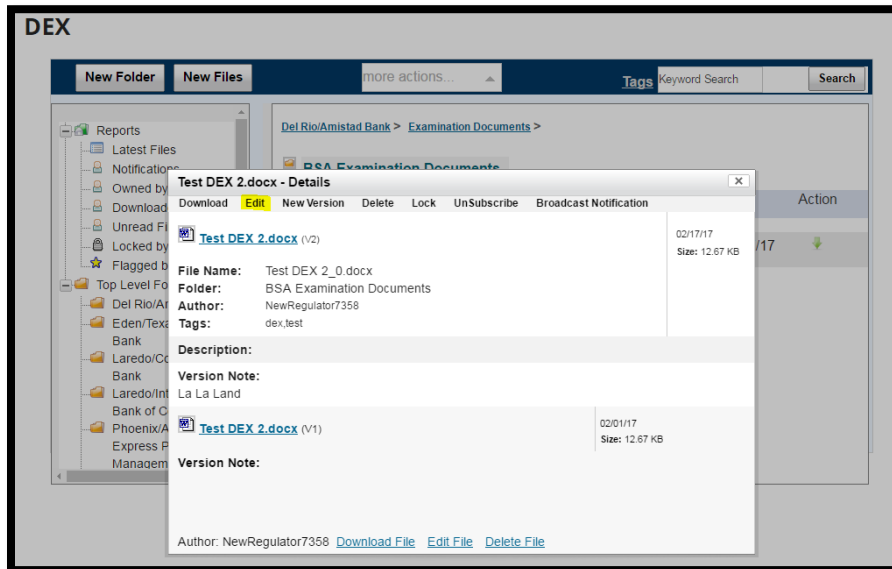 DEX
New Folder New Files more actions... Tags Keyword Search Search
Reports
Latest Files
Notifications
Owned by
Download
Unread Fi
Locked by
Flagged b
Top Level Fo
Del Rio/Am
Eden/Texa
Bank
Laredo/Co
Bank
Laredo/Int
Bank of C
Phoenix/A
Express P
Managem
Del Rio/Amistad Bank > Examination Documents >
BSA Examination Documents
Action
/17
Test DEX 2.docx - Details
Download Edit New Version Delete Lock UnSubscribe Broadcast Notification
Test DEX 2.docx (V2) 02/17/17
Size: 12.67 KB
File Name: Test DEX 2_0.docx
Folder: BSA Examination Documents
Author: NewRegulator7358
Tags: dex,test
Description:
Version Note:
La La Land
Test DEX 2.docx (V1) 02/01/17
Size: 12.67 KB
Version Note:
Author: NewRegulator7358 Download File Edit File Delete File